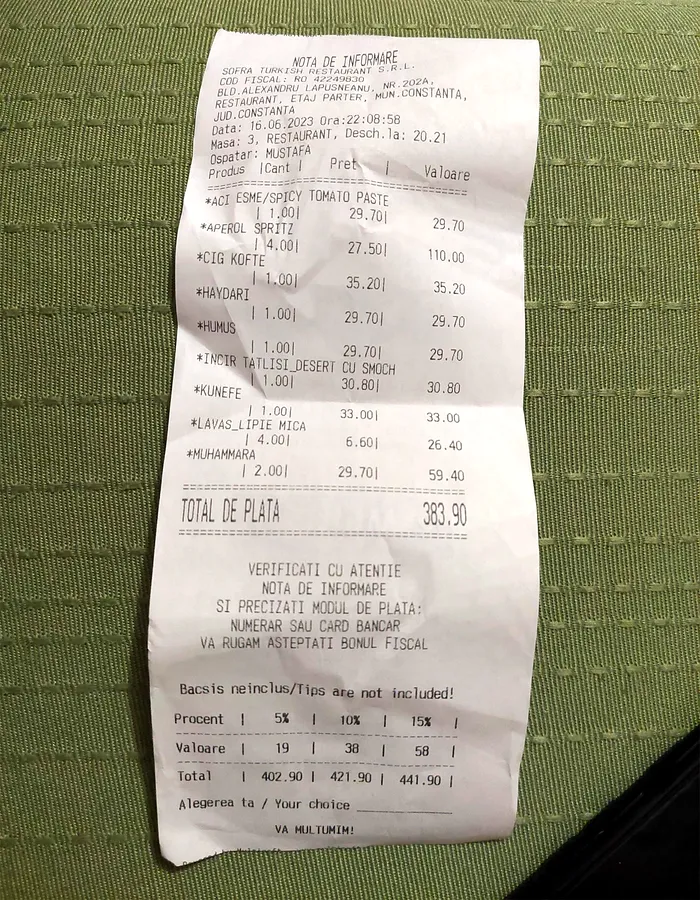 NOTA DE INFORMARE
SOFRA TURKISH RESTAURANT S.R.L.
COD FISCAL: RO 42249830
BLD.ALEXANDRU LAPUSNEANU, NR.202A,
RESTAURANT, ETAJ PARTER, MUN.CONSTANTA,
JUD.CONSTANTA
Data: 16.06.2023 Ora:22:08:58
Masa: 3, RESTAURANT, Desch.la: 20.21
Ospatar: MUSTAFA
Produs |Cant | Pret | Valoare
*ACI ESME/SPICY TOMATO PASTE
| 1.00| 29.70| 29.70
*APEROL SPRITZ
| 4.00| 27.50| 110.00
*CIG KOFTE
| 1.00| 35.20| 35.20
*HAYDARI
| 1.00| 29.70| 29.70
*HUMUS
| 1.00| 29.70| 29.70
*INCIR TATLISI_DESERT CU SMOCH
| 1.00| 30.80| 30.80
*KUNEFE
| 1.00| 33.00| 33.00
*LAVAS_LIPIE MICA
| 4.00| 6.60| 26.40
*MUHAMMARA
| 2.00| 29.70| 59.40
TOTAL DE PLATA 383.90
VERIFICATI CU ATENTIE
NOTA DE INFORMARE
SI PRECIZATI MODUL DE PLATA:
NUMERAR SAU CARD BANCAR
VA RUGAM ASTEPTATI BONUL FISCAL
Bacsis neinclus/Tips are not included!
Procent | 5% | 10% | 15% |
Valoare | 19 | 38 | 58 |
Total | 402.90 | 421.90 | 441.90 |
Alegerea ta / Your choice ____________
VA MULTUMIM!